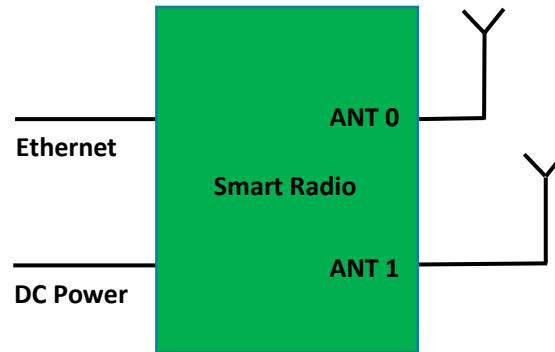 ANT 0
Ethernet
Smart Radio
ANT 1
DC Power